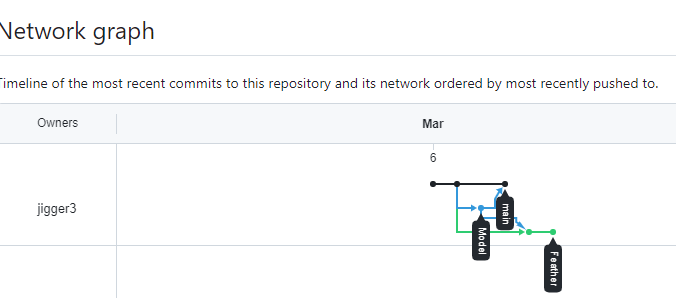 Network graph
Timeline of the most recent commits to this repository and its network ordered by most recently pushed to.
Owners
Mar
6
jigger3
main
Model
Feather